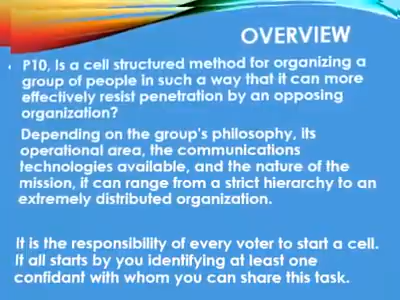 OVERVIEW
P10, Is a cell structured method for organizing a
group of people in such a way that it can more
effectively resist penetration by an opposing
organization?
Depending on the group's philosophy, its
operational area, the communications
technologies available, and the nature of the
mission, it can range from a strict hierarchy to an
extremely distributed organization.
It is the responsibility of every voter to start a cell.
It all starts by you identifying at least one
confidant with whom you can share this task.